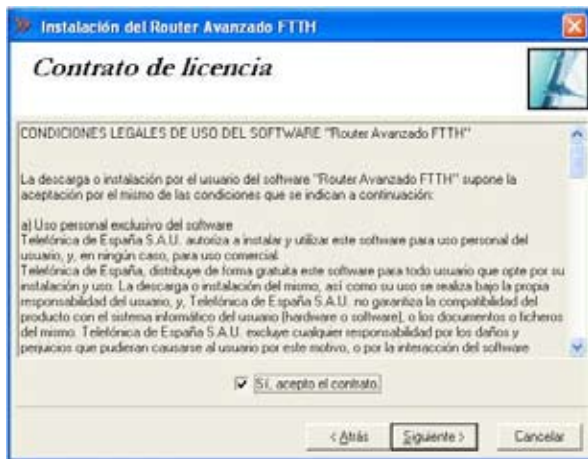 Instalación del Router Avanzado FTTH
Contrato de licencia
CONDICIONES LEGALES DE USO DEL SOFTWARE "Router Avanzado FTTH"
La descarga o instalación por el usuario del software "Router Avanzado FTTH" supone la
aceptación por el mismo de las condiciones que se indican a continuación:
a) Uso personal exclusivo del software
Telefónica de España S.A.U. autoriza a instalar y utilizar este software para uso personal del
usuario, y, en ningún caso, para uso comercial.
Telefónica de España, distribuye de forma gratuita este software para todo usuario que opte por su
instalación y uso. La descarga o instalación del mismo, así como su uso se realiza bajo la propia
responsabilidad del usuario, y, Telefónica de España S.A.U. no garantiza la compatibilidad del
producto con el sistema informático del usuario (hardware o software), o los documentos o ficheros
del mismo. Telefónica de España S.A.U. excluye cualquier responsabilidad por los daños y
perjuicios que pudieran causarse al usuario por este motivo, o por la interacción del software
Sí, acepto el contrato.
< Atrás Siguiente > Cancelar